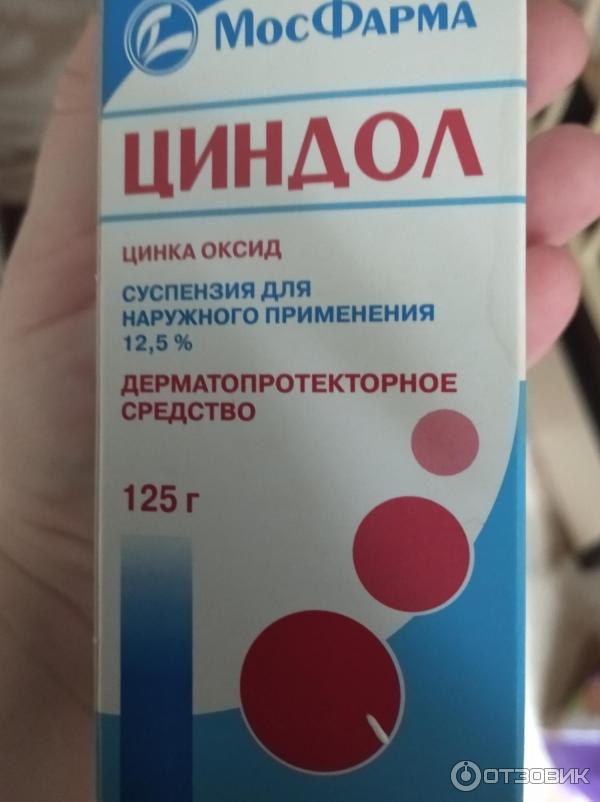 МОСФАРМА
ЦИНДОЛ
ЦИНКА ОКСИД
СУСПЕНЗИЯ ДЛЯ
НАРУЖНОГО ПРИМЕНЕНИЯ
12,5 %
ДЕРМАТОПРОТЕКТОРНОЕ
СРЕДСТВО
125 г
ОТЗОВИК